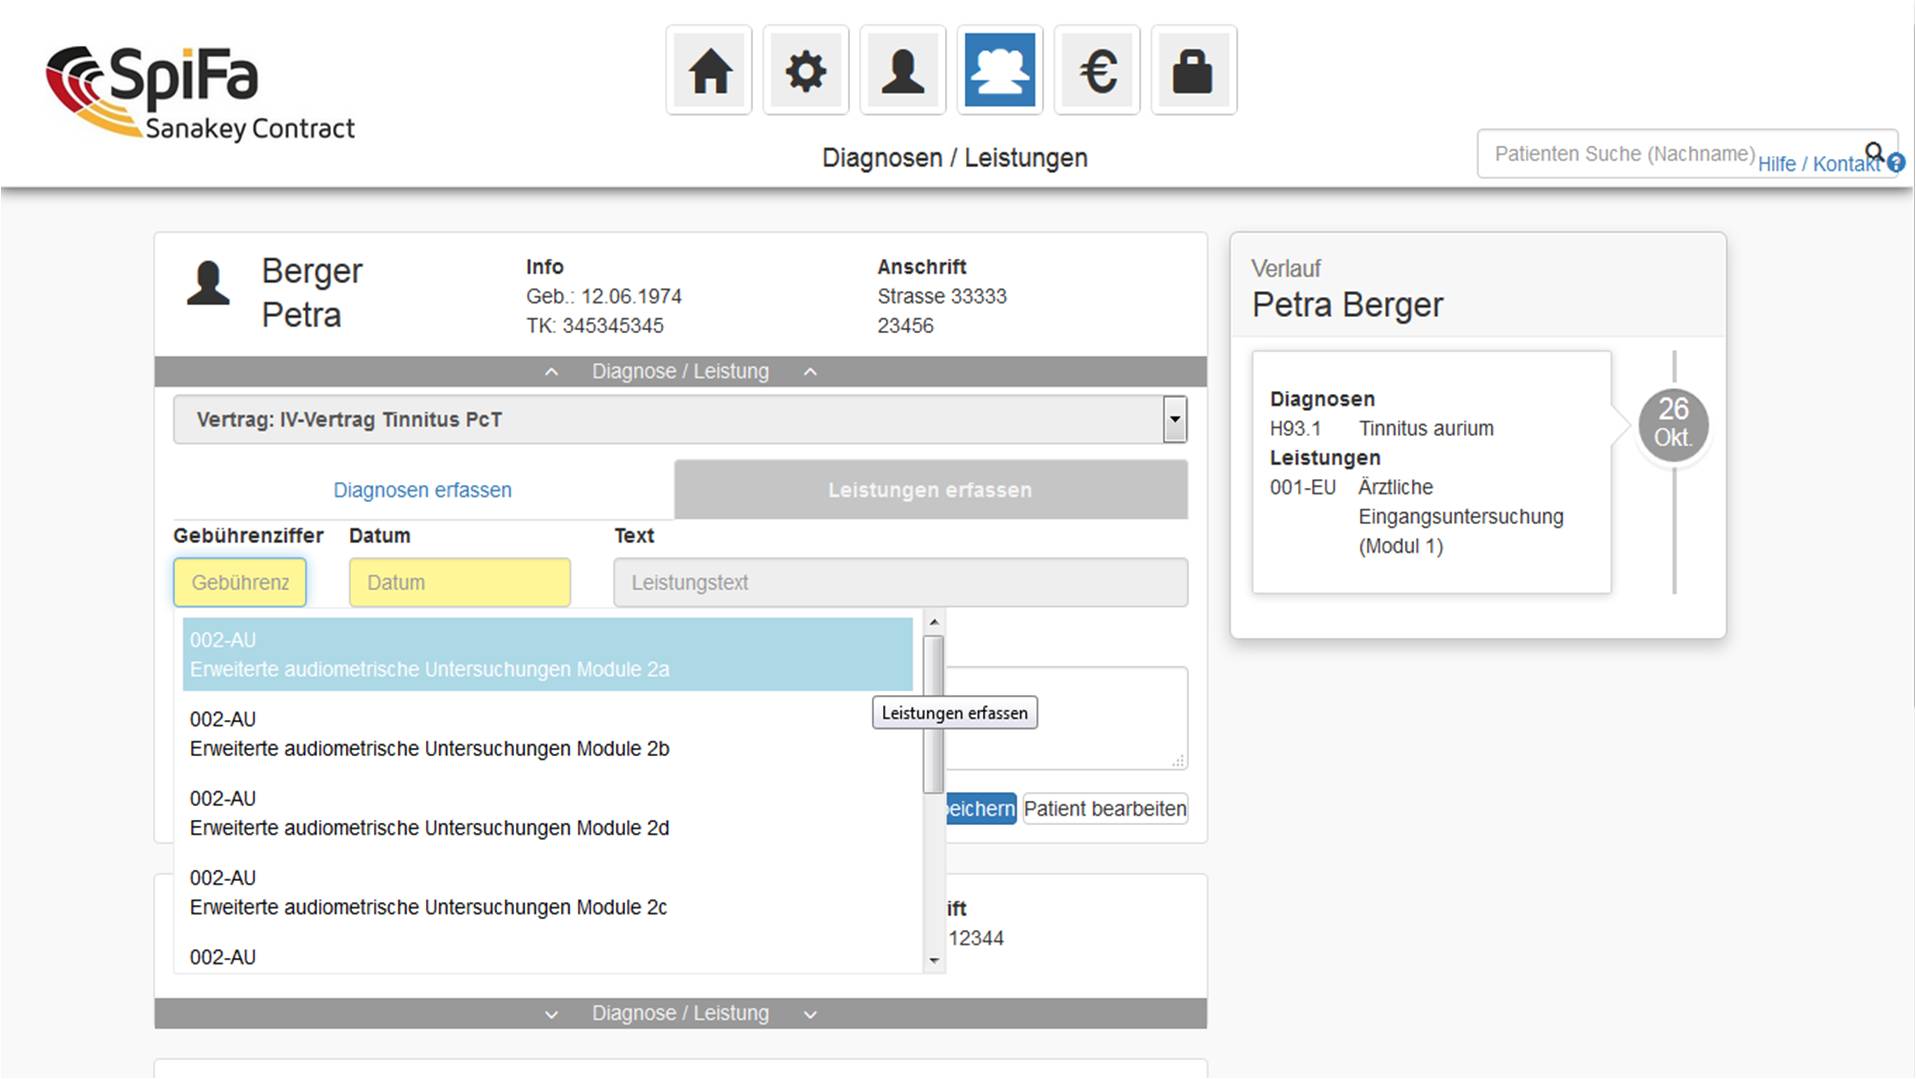 SpiFa
Sanakey Contract
€
Diagnosen / Leistungen
Patienten Suche (Nachname)
Hilfe / Kontakt ?
Berger
Petra
Info
Geb.: 12.06.1974
TK: 345345345
Anschrift
Strasse 33333
23456
Diagnose / Leistung
Vertrag: IV-Vertrag Tinnitus PcT
Diagnosen erfassen
Leistungen erfassen
Gebührenziffer
Datum
Text
Gebührenz
Datum
Leistungstext
002-AU
Erweiterte audiometrische Untersuchungen Module 2a
002-AU
Erweiterte audiometrische Untersuchungen Module 2b
002-AU
Erweiterte audiometrische Untersuchungen Module 2d
002-AU
Erweiterte audiometrische Untersuchungen Module 2c
002-AU
Leistungen erfassen
eichern
Patient bearbeiten
ift
12344
Diagnose / Leistung
Verlauf
Petra Berger
Diagnosen
H93.1 Tinnitus aurium
Leistungen
001-EU Ärztliche
Eingangsuntersuchung
(Modul 1)
26
Okt.